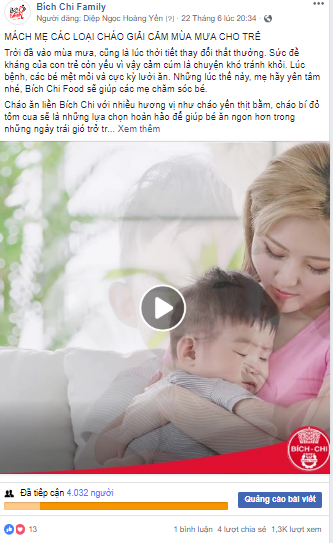 Bích Chi Family
Người đăng: Diệp Ngọc Hoàng Yến [?] · 22 Tháng 6 lúc 20:34 ·
MÁCH MẸ CÁC LOẠI CHÁO GIẢI CẢM MÙA MƯA CHO TRẺ
Trời đã vào mùa mưa, cũng là lúc thời tiết thay đổi thất thường. Sức đề
kháng của con trẻ còn yếu vì vậy cảm cúm là chuyện khó tránh khỏi. Lúc
bệnh, các bé mệt mỏi và cực kỳ lười ăn. Những lúc thế này, mẹ hãy yên tâm
nhé, Bích Chi Food sẽ giúp các mẹ chăm sóc bé.
Cháo ăn liền Bích Chi với nhiều hương vị như cháo yến thịt bằm, cháo bí đỏ
tôm cua sẽ là những lựa chọn hoàn hảo để giúp bé ăn ngon hơn trong
những ngày trái gió trở tr... Xem thêm
BÍCH-CHI
Đã tiếp cận 4.032 người
Quảng cáo bài viết
13
1 bình luận 4 lượt chia sẻ 1,3K lượt xem